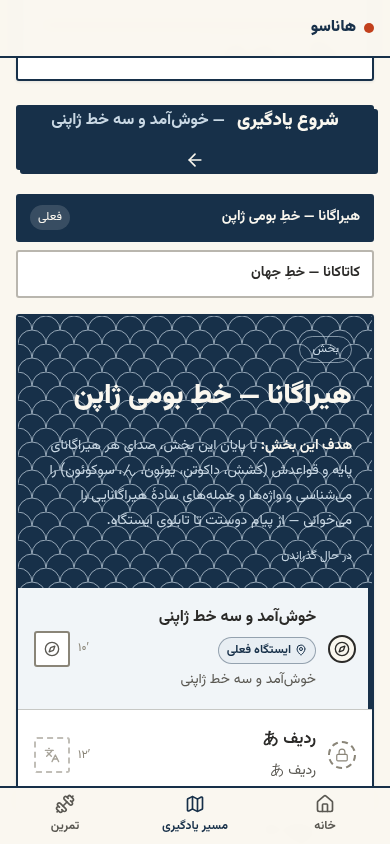 هاناسو
شروع یادگیری — خوش‌آمد و سه خط ژاپنی
←
هیراگانا — خطِ بومی ژاپن فعلی
کاتاکانا — خطِ جهان
بخش
هیراگانا — خطِ بومی ژاپن
هدف این بخش: با پایان این بخش، صدای هر هیراگانای
پایه و قواعدش (کشش، داکوتن، یوئون، ん، سوکوئون) را
می‌شناسی و واژه‌ها و جمله‌های سادهٔ هیراگانایی را
می‌خوانی — از پیام دوستت تا تابلوی ایستگاه.
در حال گذراندن
خوش‌آمد و سه خط ژاپنی
ایستگاه فعلی
۱۰′
خوش‌آمد و سه خط ژاپنی
ردیف あ
۱۲′
ردیف あ
خانه
مسیر یادگیری
تمرین